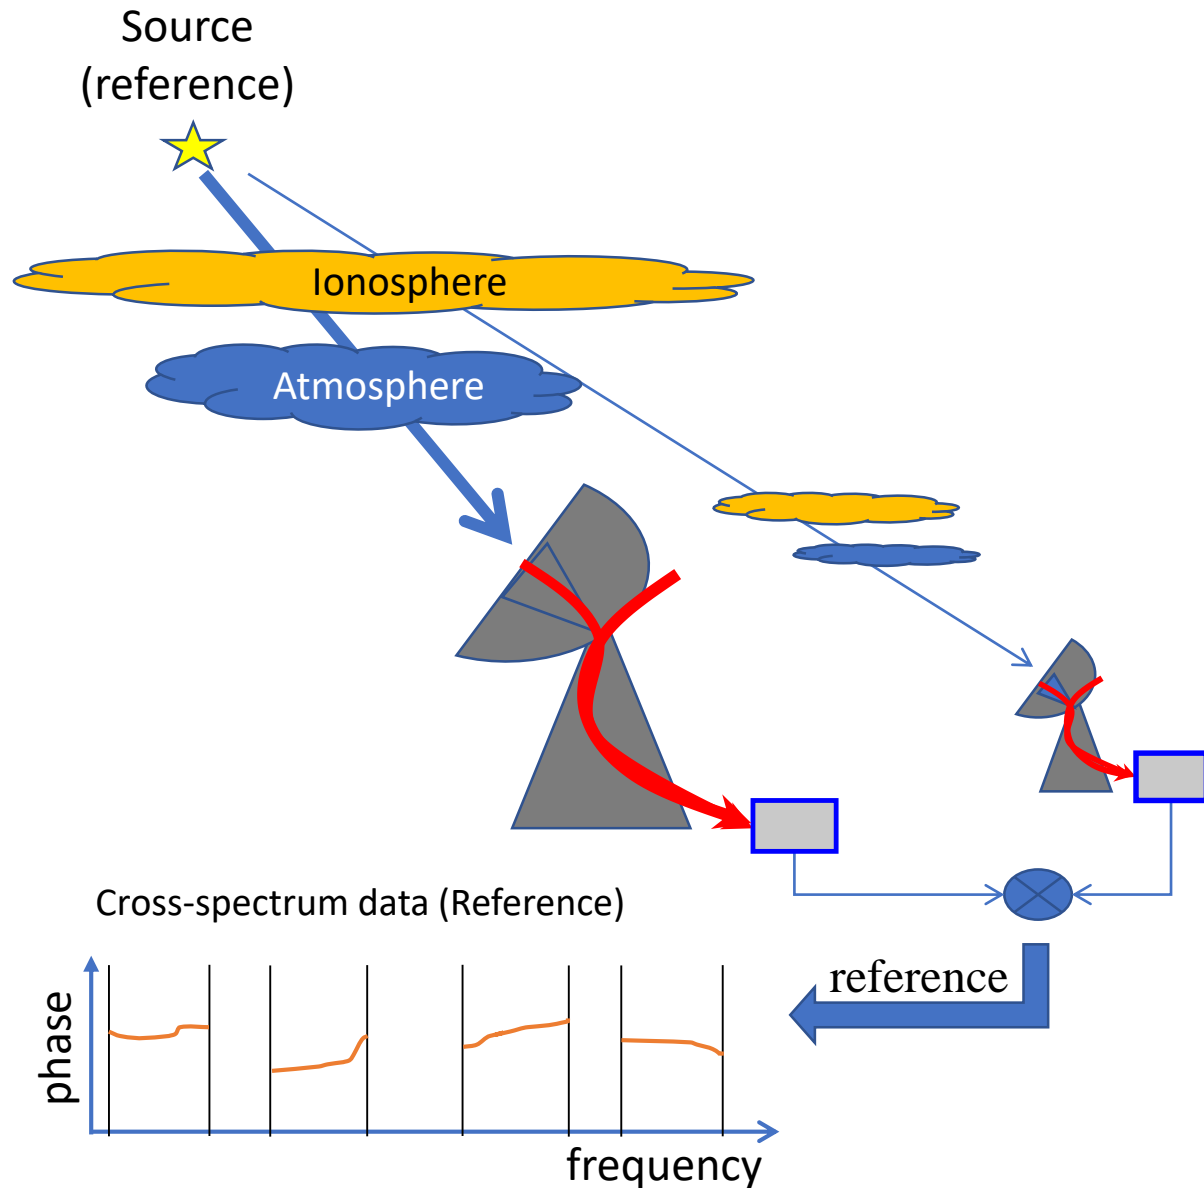 Source
(reference)
Ionosphere
Atmosphere
Cross-spectrum data (Reference)
reference
phase
frequency